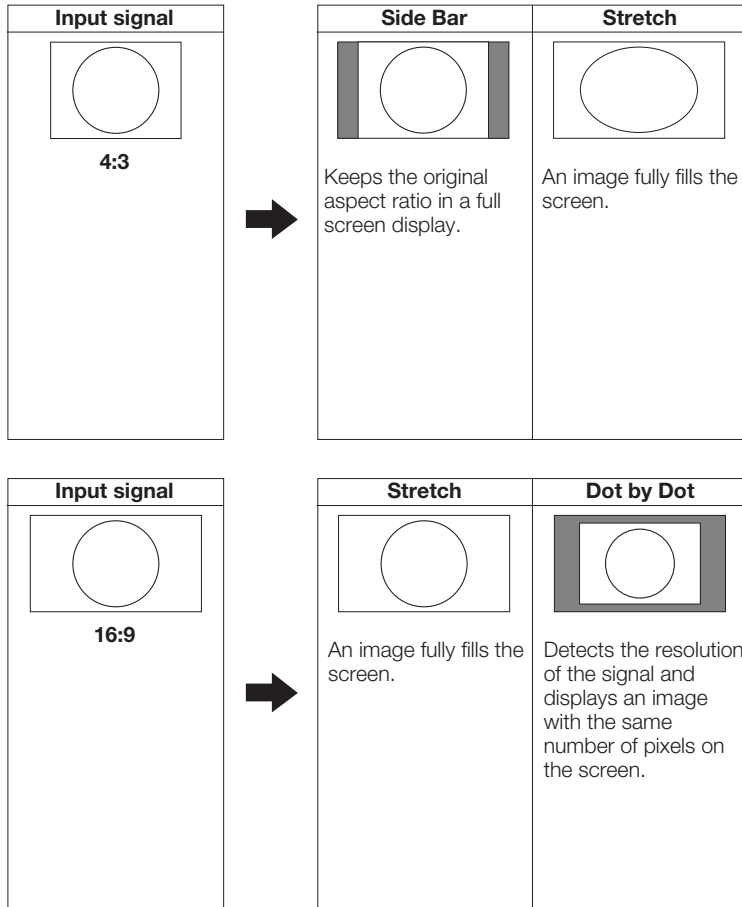 Input signal
Side Bar
Stretch
4:3
Keeps the original
aspect ratio in a full
screen display.
An image fully fills the
screen.
Input signal
Stretch
Dot by Dot
16:9
An image fully fills the
screen.
Detects the resolution
of the signal and
displays an image
with the same
number of pixels on
the screen.